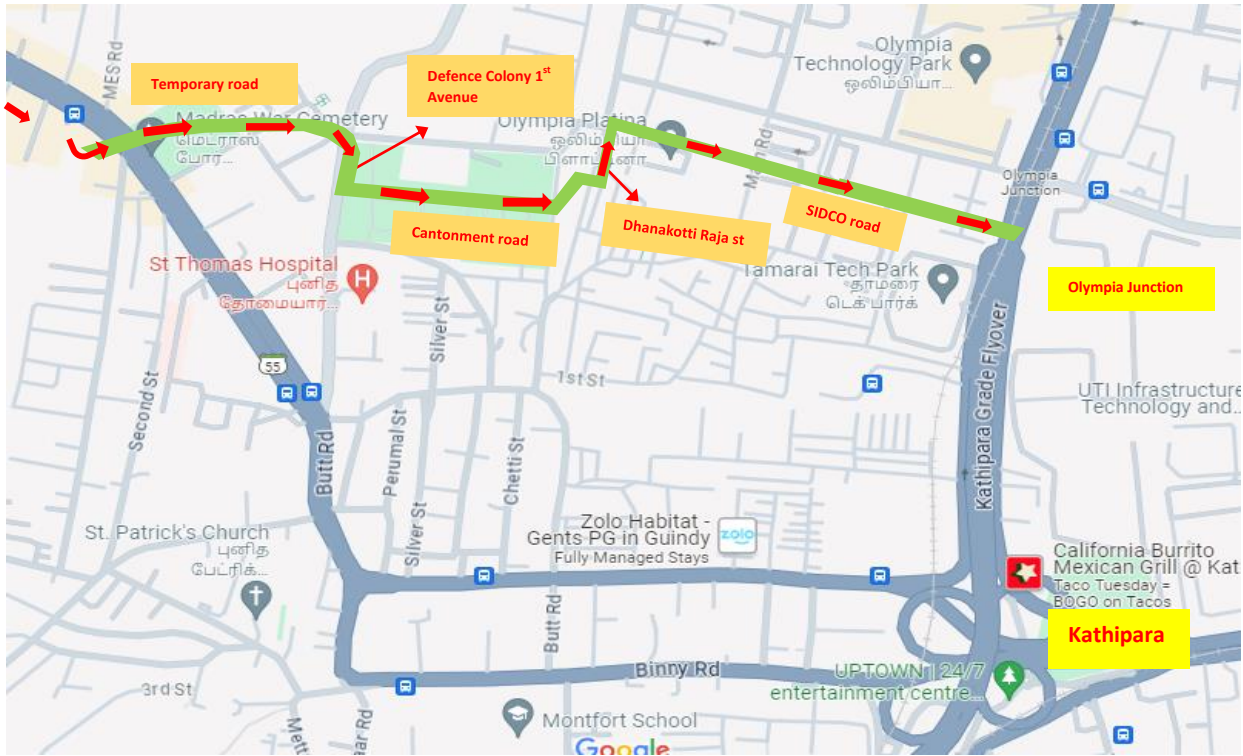 MES Rd
Temporary road
Defence Colony 1st
Avenue
Olympia
Technology Park
ஒலிம்பியா...
Madras War Cemetery
மெட்ராஸ்
போர...
Olympia Platina
ஒலிம்பியா
பிளாட்டினா
Main Rd
Olympia
Junction
Cantonment road
Dhanakotti Raja st
SIDCO road
St Thomas Hospital
புனித
தோமையார்...
H
Tamarai Tech Park
தாமரை
டெக் பார்க்
Olympia Junction
Silver St
55
1st St
Second St
Kathipara Grade Flyover
UTI Infrastructure
Technology and...
Butt Rd
Perumal St
Chetti St
Silver St
St. Patrick's Church
புனித
பேட்ரிக்...
Zolo Habitat -
Gents PG in Guindy
Fully Managed Stays
zolo
California Burrito
Mexican Grill @ Kat
Taco Tuesday =
BOGO on Tacos
Kathipara
Butt Rd
Binny Rd
UPTOWN | 24/7
entertainment centre...
3rd St
Montfort School
Google